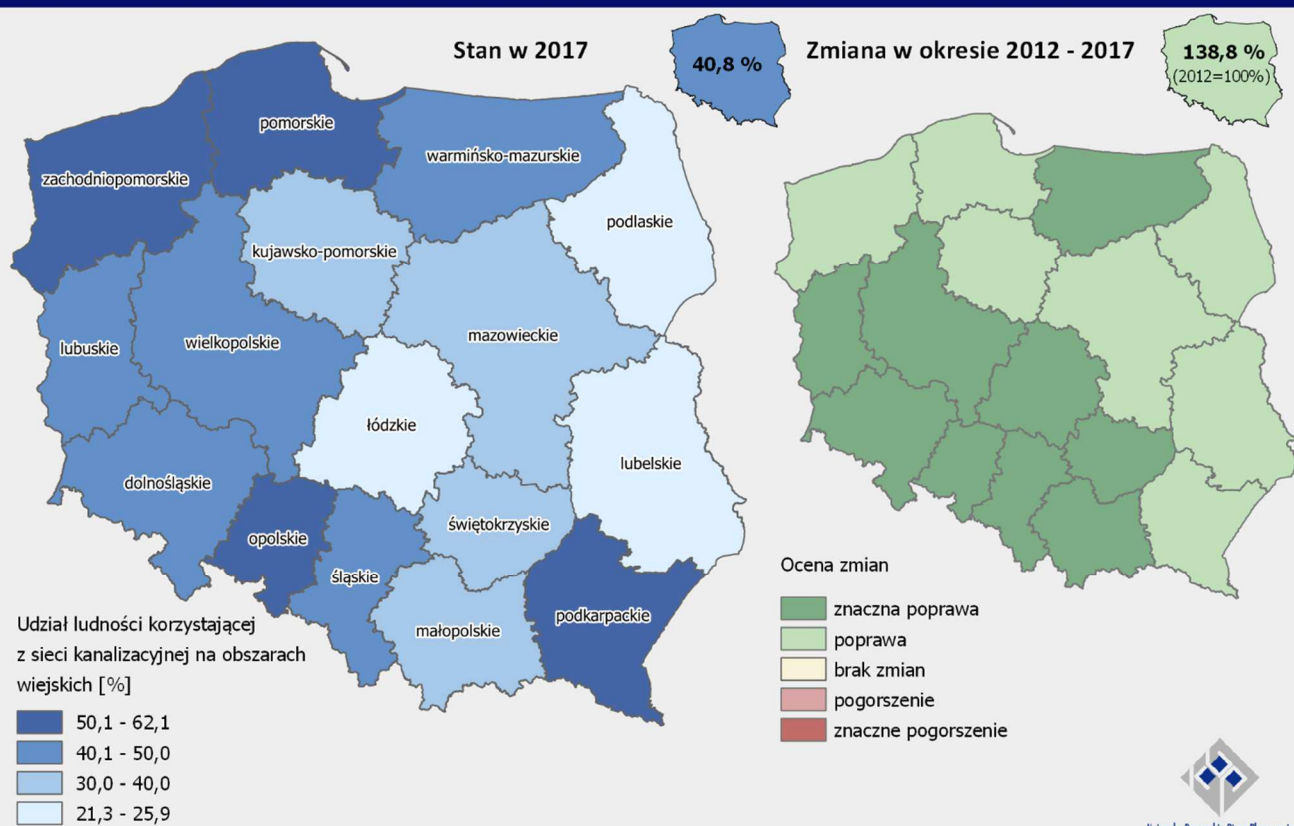 Stan w 2017
40,8 %
Zmiana w okresie 2012 - 2017
138,8 %
(2012=100%)
pomorskie
zachodniopomorskie
warmińsko-mazurskie
podlaskie
kujawsko-pomorskie
mazowieckie
wielkopolskie
lubuskie
łódzkie
lubelskie
dolnośląskie
świętokrzyskie
opolskie
śląskie
podkarpackie
małopolskie
Udział ludności korzystającej
z sieci kanalizacyjnej na obszarach
wiejskich [%]
50,1 - 62,1
40,1 - 50,0
30,0 - 40,0
21,3 - 25,9
Ocena zmian
znaczna poprawa
poprawa
brak zmian
pogorszenie
znaczne pogorszenie